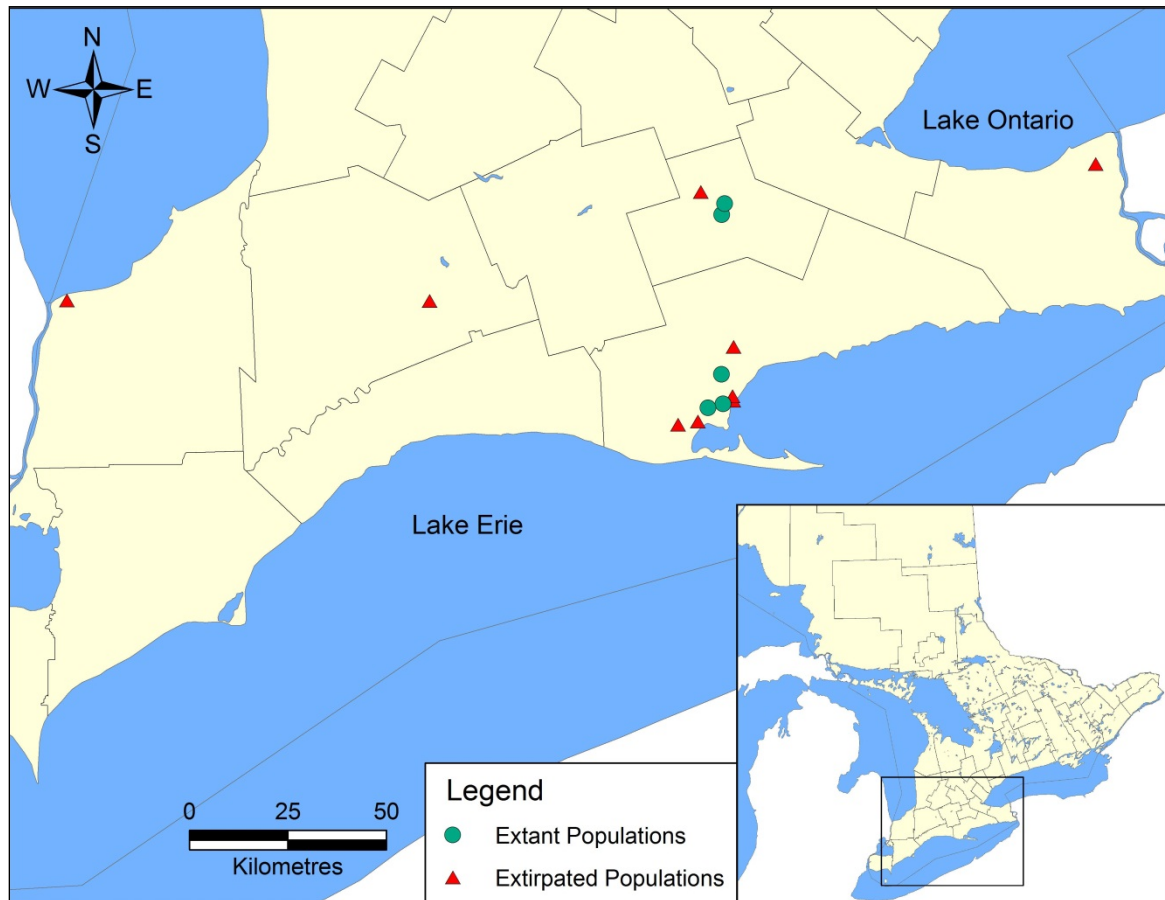 N
W E
S
Lake Ontario
Lake Erie
0 25 50
Kilometres
Legend
Extant Populations
Extirpated Populations